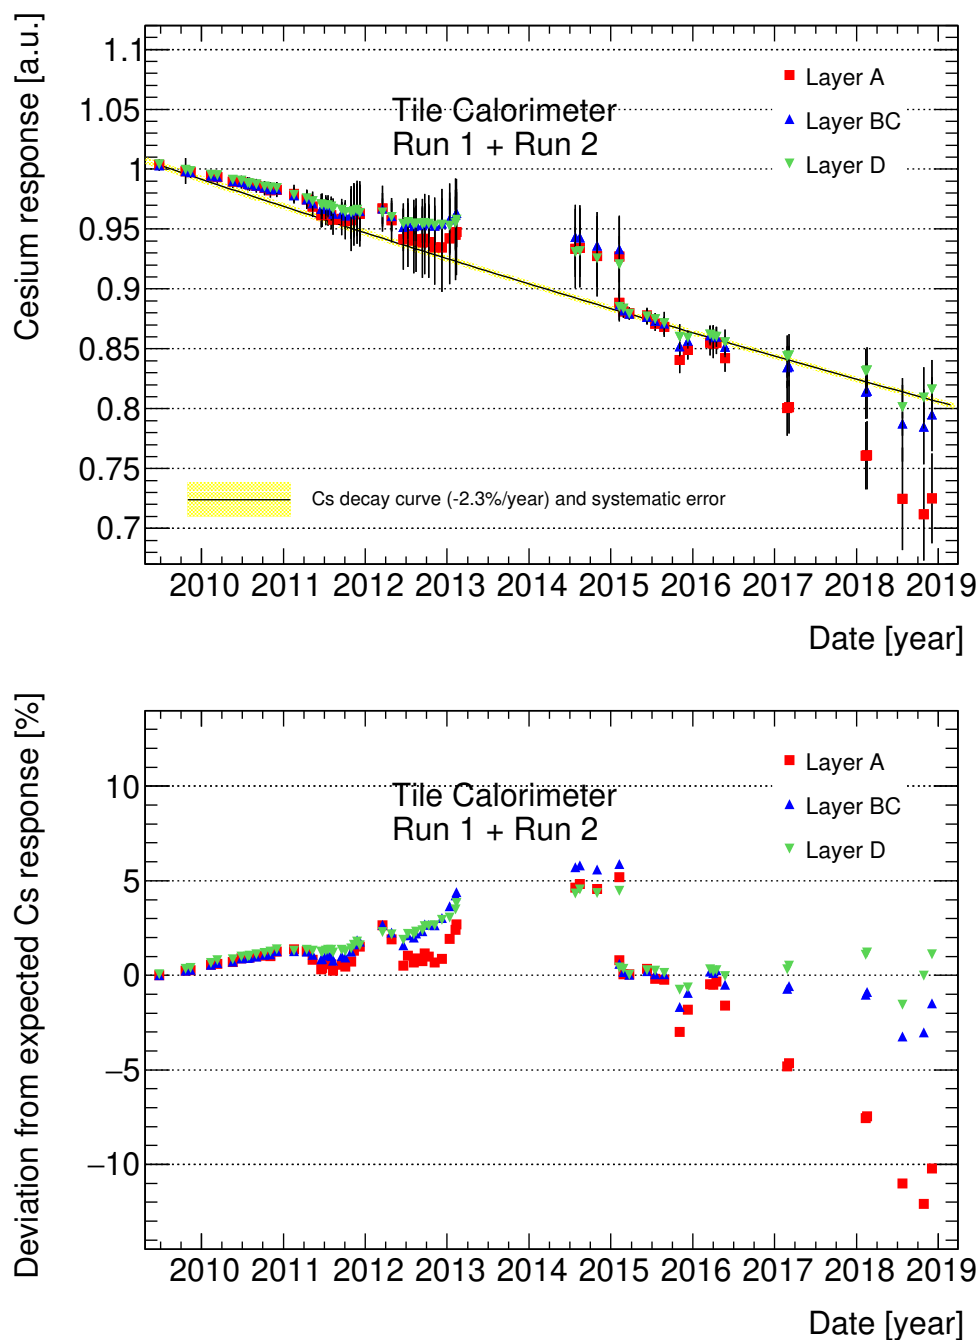 Cesium response [a.u.]
1.1
1.05
1
0.95
0.9
0.85
0.8
0.75
0.7
Tile Calorimeter
Run 1 + Run 2
Layer A
Layer BC
Layer D
Cs decay curve (-2.3%/year) and systematic error
2010 2011 2012 2013 2014 2015 2016 2017 2018 2019
Date [year]
Deviation from expected Cs response [%]
10
5
0
−5
−10
Tile Calorimeter
Run 1 + Run 2
Layer A
Layer BC
Layer D
2010 2011 2012 2013 2014 2015 2016 2017 2018 2019
Date [year]